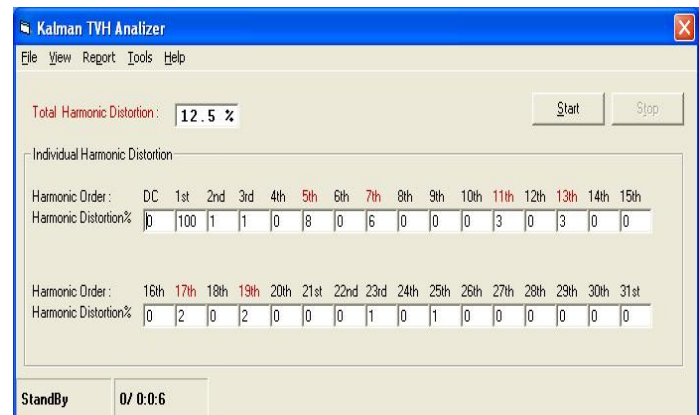 Kalman TVH Analizer
File View Report Tools Help
Total Harmonic Distortion : 12.5 % Start Stop
Individual Harmonic Distortion
Harmonic Order : DC 1st 2nd 3rd 4th 5th 6th 7th 8th 9th 10th 11th 12th 13th 14th 15th
Harmonic Distortion% 0 100 1 1 0 8 0 6 0 0 0 3 0 3 0 0
Harmonic Order : 16th 17th 18th 19th 20th 21st 22nd 23rd 24th 25th 26th 27th 28th 29th 30th 31st
Harmonic Distortion% 0 2 0 2 0 0 0 1 0 1 0 0 0 0 0 0
StandBy 0/ 0:0:6